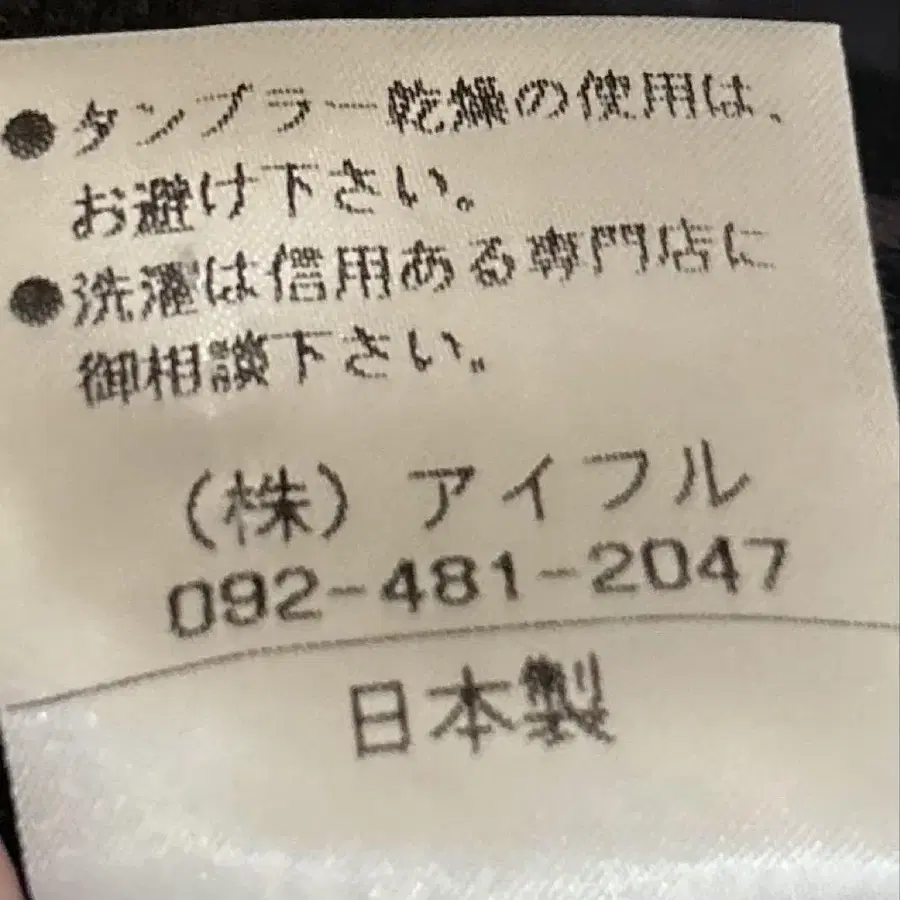 ●タンブラー乾燥の使用は、
お避け下さい。
●洗濯は信用ある専門店に
御相談下さい。
(株)アイフル
092-481-2047
日本製